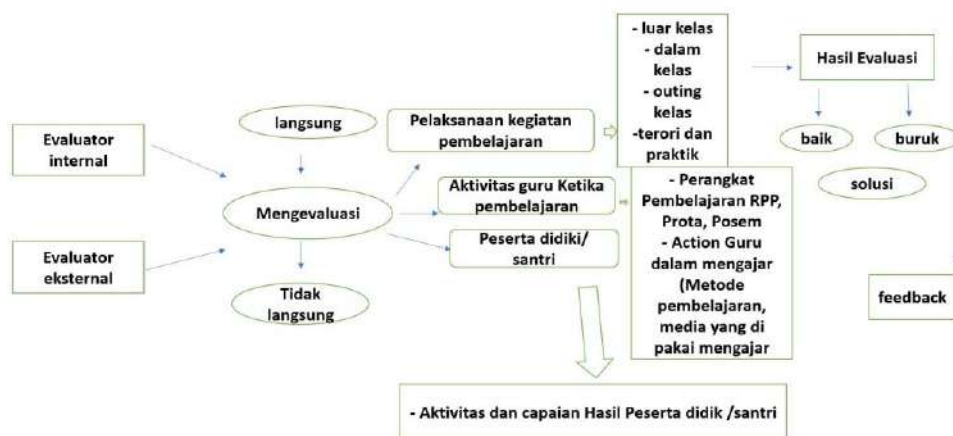 Evaluator
internal
Evaluator
eksternal
langsung
Mengevaluasi
Tidak
langsung
Pelaksanaan kegiatan
pembelajaran
Aktivitas guru Ketika
pembelajaran
Peserta didiki/
santri
- luar kelas
- dalam
kelas
- outing
kelas
-terori dan
praktik
- Perangkat
Pembelajaran RPP,
Prota, Posem
- Action Guru
dalam mengajar
(Metode
pembelajaran,
media yang di
pakai mengajar
Hasil Evaluasi
baik
buruk
solusi
feedback
- Aktivitas dan capaian Hasil Peserta didik /santri